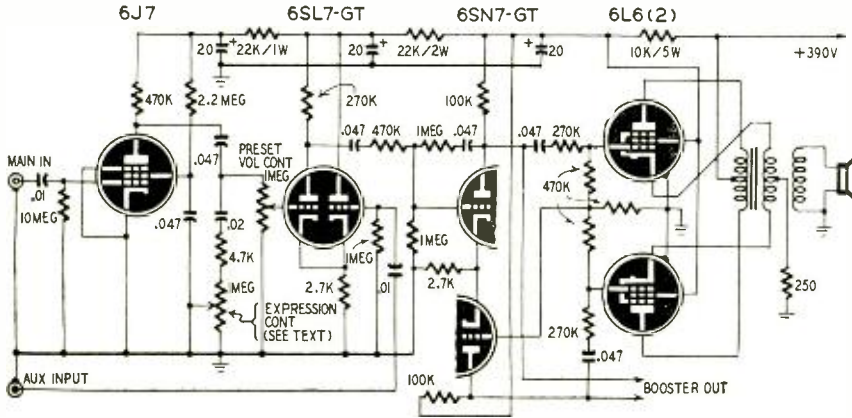 6J7 6SL7-GT 6SN7-GT 6L6(2)
20 + 22K/1W 20 + 22K/2W + 20 10K/5W +390V
470K 2.2 MEG 270K 100K
.047 470K 1MEG .047 .047 270K
MAIN IN .047 PRESET
VOL CONT
1MEG 470K
.01
10MEG .047 .02 1MEG
4.7K 1MEG .01 2.7K 250
1MEG 2.7K
EXPRESSION
CONT
(SEE TEXT)
270K
.047
AUX INPUT 100K BOOSTER OUT